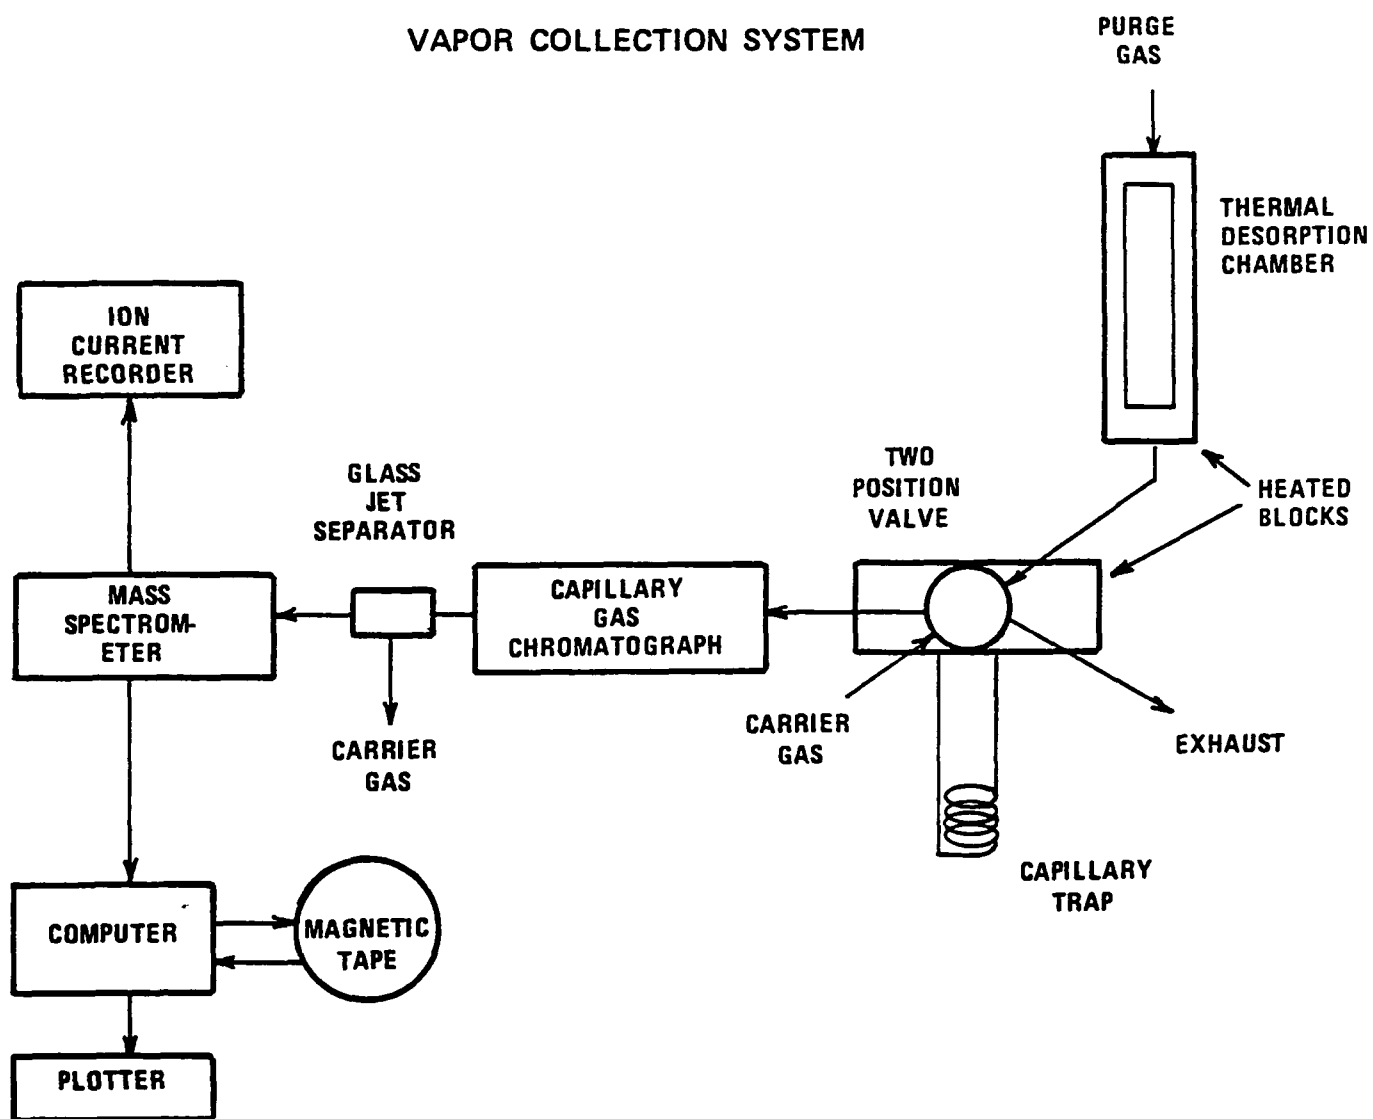 VAPOR COLLECTION SYSTEM
PURGE
GAS
THERMAL
DESORPTION
CHAMBER
ION
CURRENT
RECORDER
GLASS
JET
SEPARATOR
TWO
POSITION
VALVE
HEATED
BLOCKS
MASS
SPECTROM-
ETER
CAPILLARY
GAS
CHROMATOGRAPH
CARRIER
GAS
CARRIER
GAS
EXHAUST
CAPILLARY
TRAP
COMPUTER
MAGNETIC
TAPE
PLOTTER